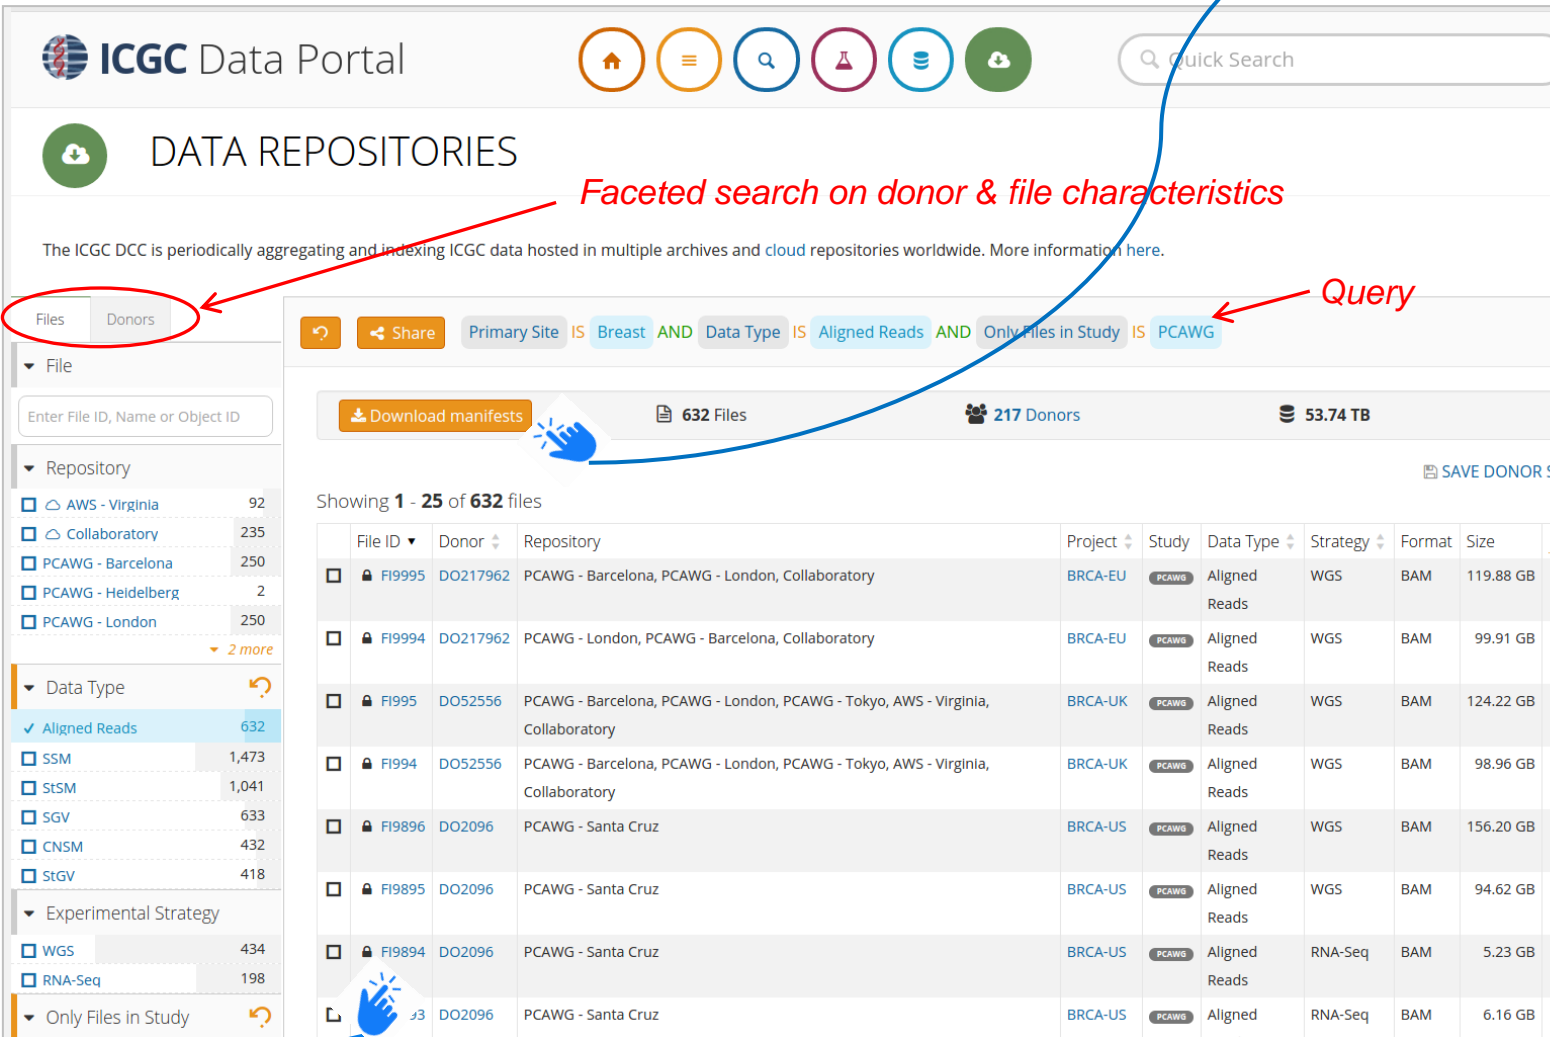 ICGC Data Portal
Quick Search
DATA REPOSITORIES
Faceted search on donor & file characteristics
The ICGC DCC is periodically aggregating and indexing ICGC data hosted in multiple archives and cloud repositories worldwide. More information here.
Query
Files Donors
Share Primary Site IS Breast AND Data Type IS Aligned Reads AND Only Files in Study IS PCAWG
File
Enter File ID, Name or Object ID
Download manifests 632 Files 217 Donors 53.74 TB
Repository
SAVE DONOR
AWS - Virginia 92
Collaboratory 235
PCAWG - Barcelona 250
PCAWG - Heidelberg 2
PCAWG - London 250
2 more
Data Type
Aligned Reads 632
SSM 1,473
StSM 1,041
SGV 633
CNSM 432
StGV 418
Experimental Strategy
WGS 434
RNA-Seq 198
Only Files in Study
Showing 1 - 25 of 632 files
File ID Donor Repository Project Study Data Type Strategy Format Size
FI9995 DO217962 PCAWG - Barcelona, PCAWG - London, Collaboratory BRCA-EU PCAWG Aligned WGS BAM 119.88 GB
Reads
FI9994 DO217962 PCAWG - London, PCAWG - Barcelona, Collaboratory BRCA-EU PCAWG Aligned WGS BAM 99.91 GB
Reads
FI995 DO52556 PCAWG - Barcelona, PCAWG - London, PCAWG - Tokyo, AWS - Virginia, BRCA-UK PCAWG Aligned WGS BAM 124.22 GB
Collaboratory Reads
FI994 DO52556 PCAWG - Barcelona, PCAWG - London, PCAWG - Tokyo, AWS - Virginia, BRCA-UK PCAWG Aligned WGS BAM 98.96 GB
Collaboratory Reads
FI9896 DO2096 PCAWG - Santa Cruz BRCA-US PCAWG Aligned WGS BAM 156.20 GB
Reads
FI9895 DO2096 PCAWG - Santa Cruz BRCA-US PCAWG Aligned WGS BAM 94.62 GB
Reads
FI9894 DO2096 PCAWG - Santa Cruz BRCA-US PCAWG Aligned RNA-Seq BAM 5.23 GB
Reads
DO2096 PCAWG - Santa Cruz BRCA-US PCAWG Aligned RNA-Seq BAM 6.16 GB